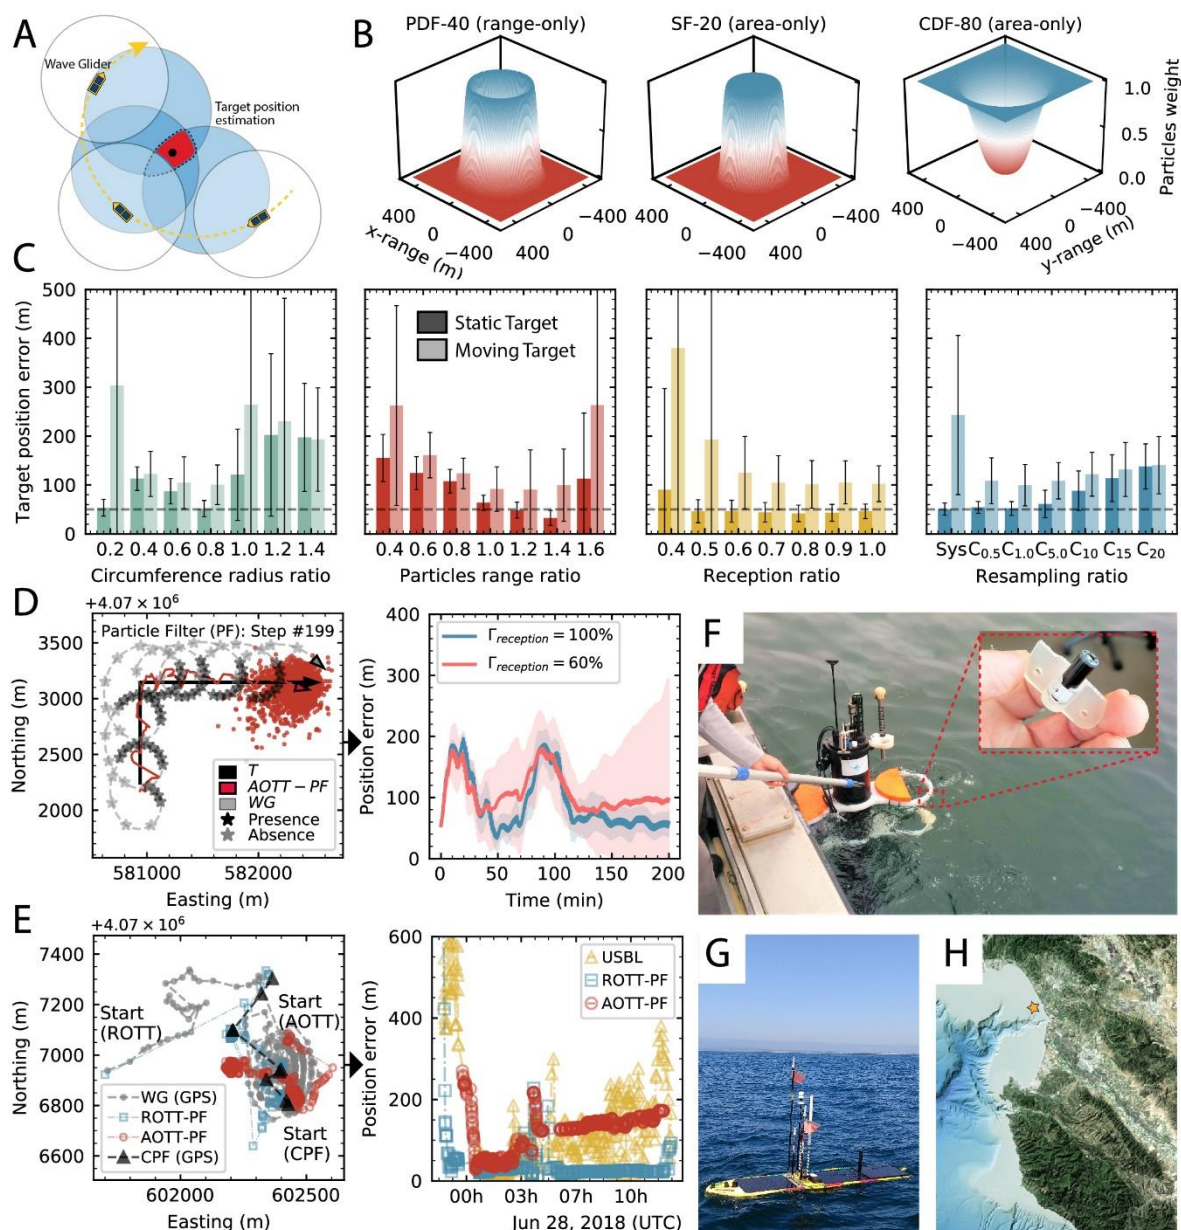 A
Wave Glider
Target position
estimation
B
PDF-40 (range-only)
SF-20 (area-only)
CDF-80 (area-only)
1.0
0.5
0.0
Particles weight
400
0
−400
x-range (m)
400
0
−400
400
0
−400
400
0
−400
400
0
−400
400
0
−400
y-range (m)
C
500
400
300
200
100
0
Target position error (m)
0.2 0.4 0.6 0.8 1.0 1.2 1.4
Circumference radius ratio
Static Target
Moving Target
0.4 0.6 0.8 1.0 1.2 1.4 1.6
Particles range ratio
0.4 0.5 0.6 0.7 0.8 0.9 1.0
Reception ratio
Sys C0.5 C1.0 C5.0 C10 C15 C20
Resampling ratio
D
+4.07 × 10⁶
Particle Filter (PF): Step #199
3500
3200
2900
2600
2300
2000
Northing (m)
T
AOTT − PF
WG
Presence
Absence
581000 582000
Easting (m)
400
300
200
100
0
Position error (m)
Γreception = 100%
Γreception = 60%
0 50 100 150 200
Time (min)
E
+4.07 × 10⁶
7400
7200
7000
6800
6600
Northing (m)
Start
(ROTT)
Start
(AOTT)
Start
(CPF)
WG (GPS)
ROTT-PF
AOTT-PF
CPF (GPS)
602000 602500
Easting (m)
600
400
200
0
Position error (m)
USBL
ROTT-PF
AOTT-PF
00h 03h 07h 10h
Jun 28, 2018 (UTC)
F
G
H